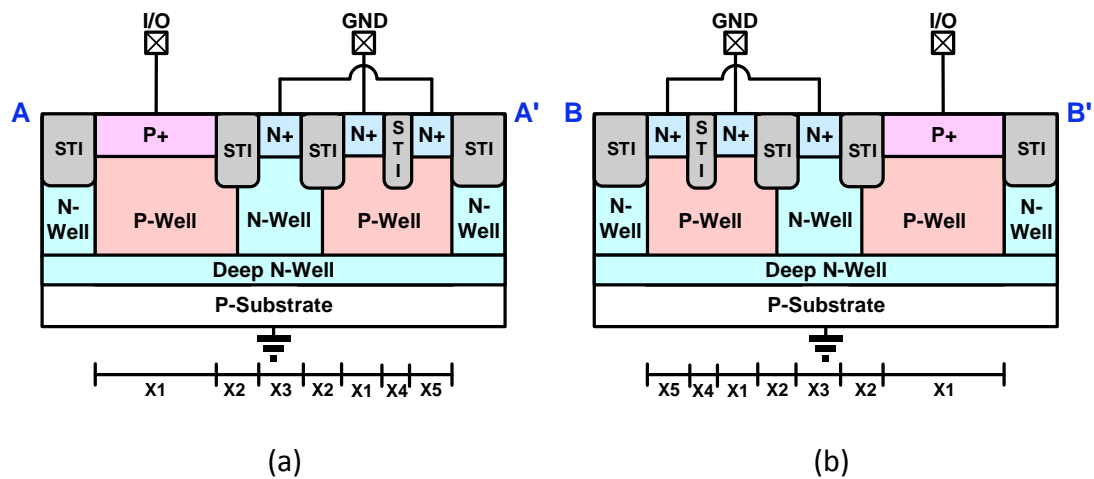 I/O GND GND I/O
A A' B B'
STI P+ STI N+ STI N+ STI N+ STI
STI N+ STI N+ STI N+ STI P+ STI
N-Well P-Well N-Well P-Well N-Well
N-Well P-Well N-Well P-Well N-Well
Deep N-Well Deep N-Well
P-Substrate P-Substrate
X1 X2 X3 X2 X1 X4 X5 X5 X4 X1 X2 X3 X2 X1
(a) (b)